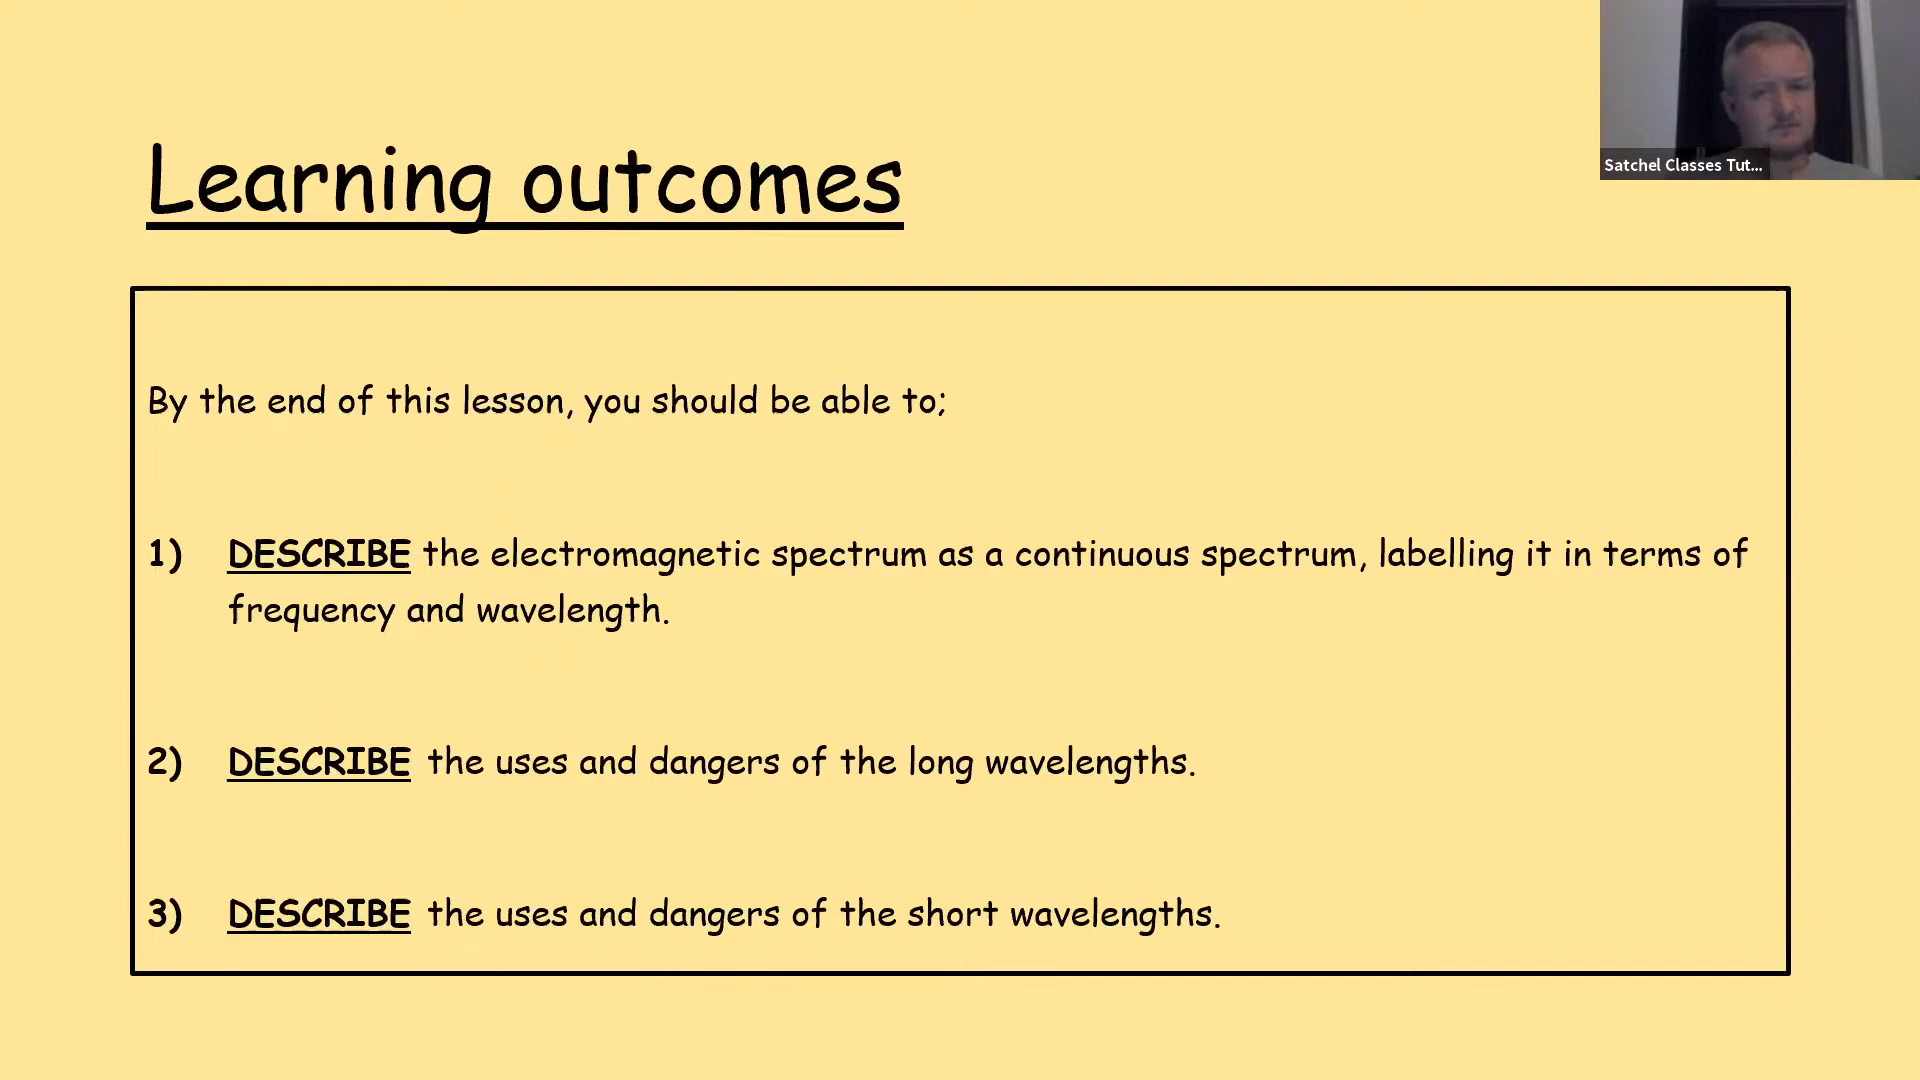 Satchel Classes Tut...
Learning outcomes
By the end of this lesson, you should be able to;
1) DESCRIBE the electromagnetic spectrum as a continuous spectrum, labelling it in terms of
frequency and wavelength.
2) DESCRIBE the uses and dangers of the long wavelengths.
3) DESCRIBE the uses and dangers of the short wavelengths.